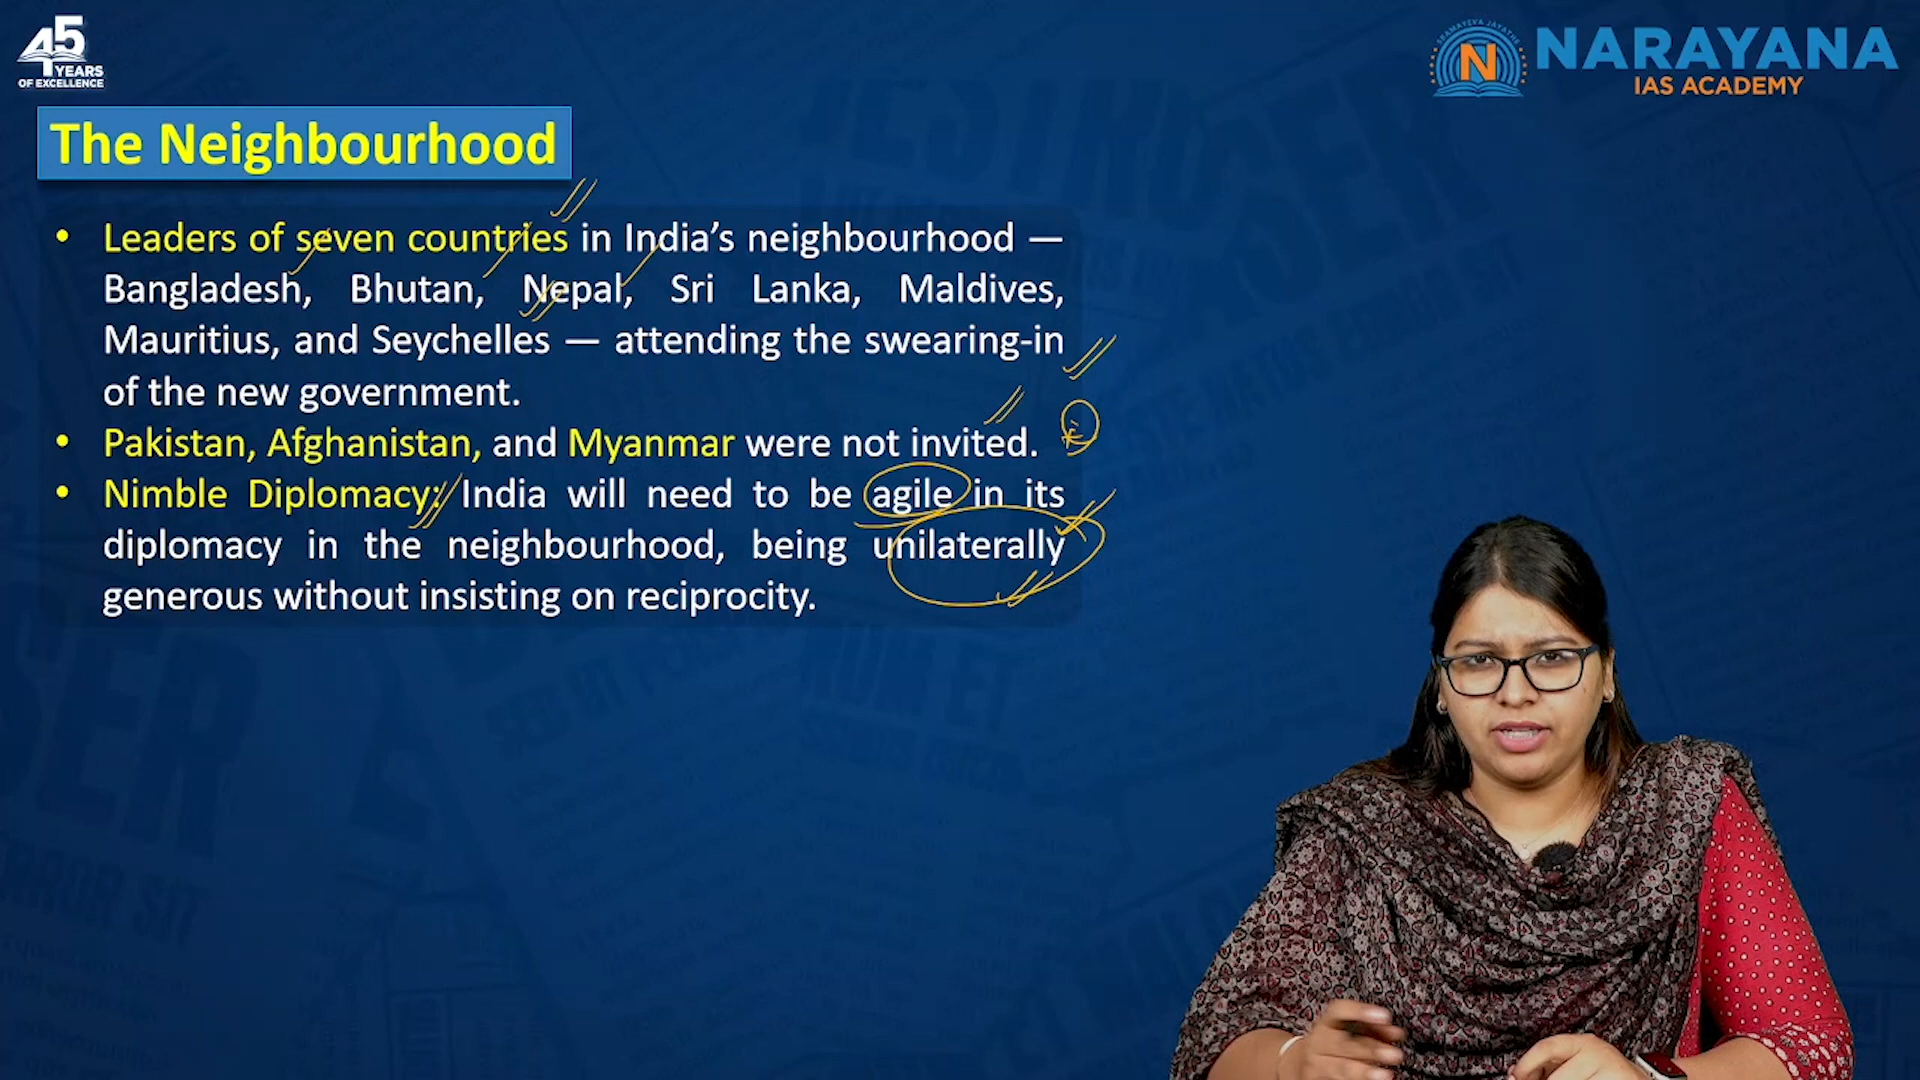 45
YEARS
OF EXCELLENCE
NARAYANA
IAS ACADEMY
The Neighbourhood
• Leaders of seven countries in India’s neighbourhood —
Bangladesh, Bhutan, Nepal, Sri Lanka, Maldives,
Mauritius, and Seychelles — attending the swearing-in
of the new government.
• Pakistan, Afghanistan, and Myanmar were not invited.
• Nimble Diplomacy: India will need to be agile in its
diplomacy in the neighbourhood, being unilaterally
generous without insisting on reciprocity.